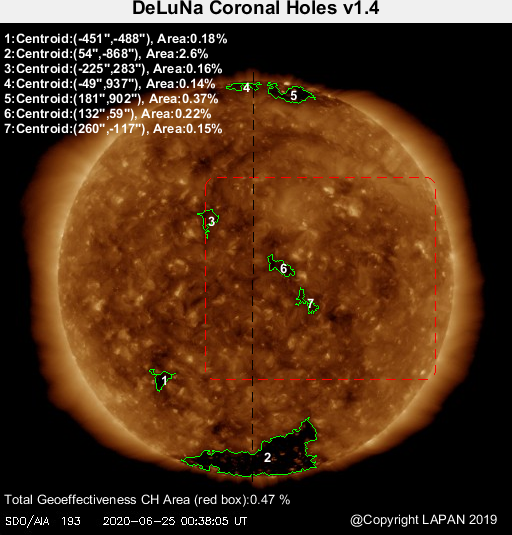 DeLuNa Coronal Holes v1.4
1:Centroid:(-451",-488"), Area:0.18%
2:Centroid:(54",-868"), Area:2.6%
3:Centroid:(-225",283"), Area:0.16%
4:Centroid:(-49",937"), Area:0.14%
5:Centroid:(181",902"), Area:0.37%
6:Centroid:(132",59"), Area:0.22%
7:Centroid:(260",-117"), Area:0.15%
4
5
3
6
7
1
2
Total Geoeffectiveness CH Area (red box):0.47 %
SDO/AIA 193 2020-06-25 00:38:05 UT
@Copyright LAPAN 2019